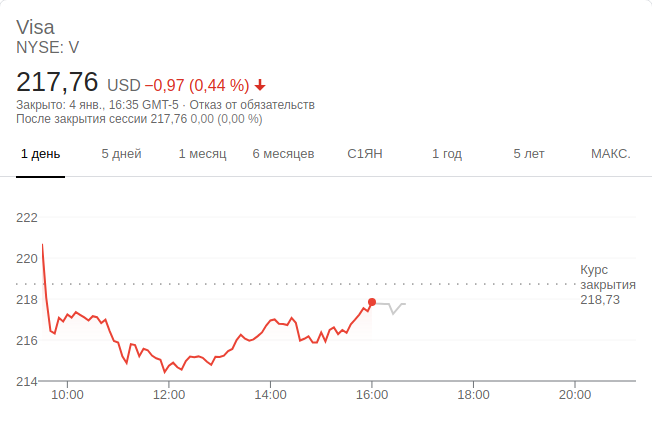 Visa
NYSE: V
217,76 USD −0,97 (0,44 %)
Закрыто: 4 янв., 16:35 GMT-5 · Отказ от обязательств
После закрытия сессии 217,76 0,00 (0,00 %)
1 день 5 дней 1 месяц 6 месяцев С1ЯН 1 год 5 лет МАКС.
222
220
218
216
214
Курс
закрытия
218,73
10:00 12:00 14:00 16:00 18:00 20:00